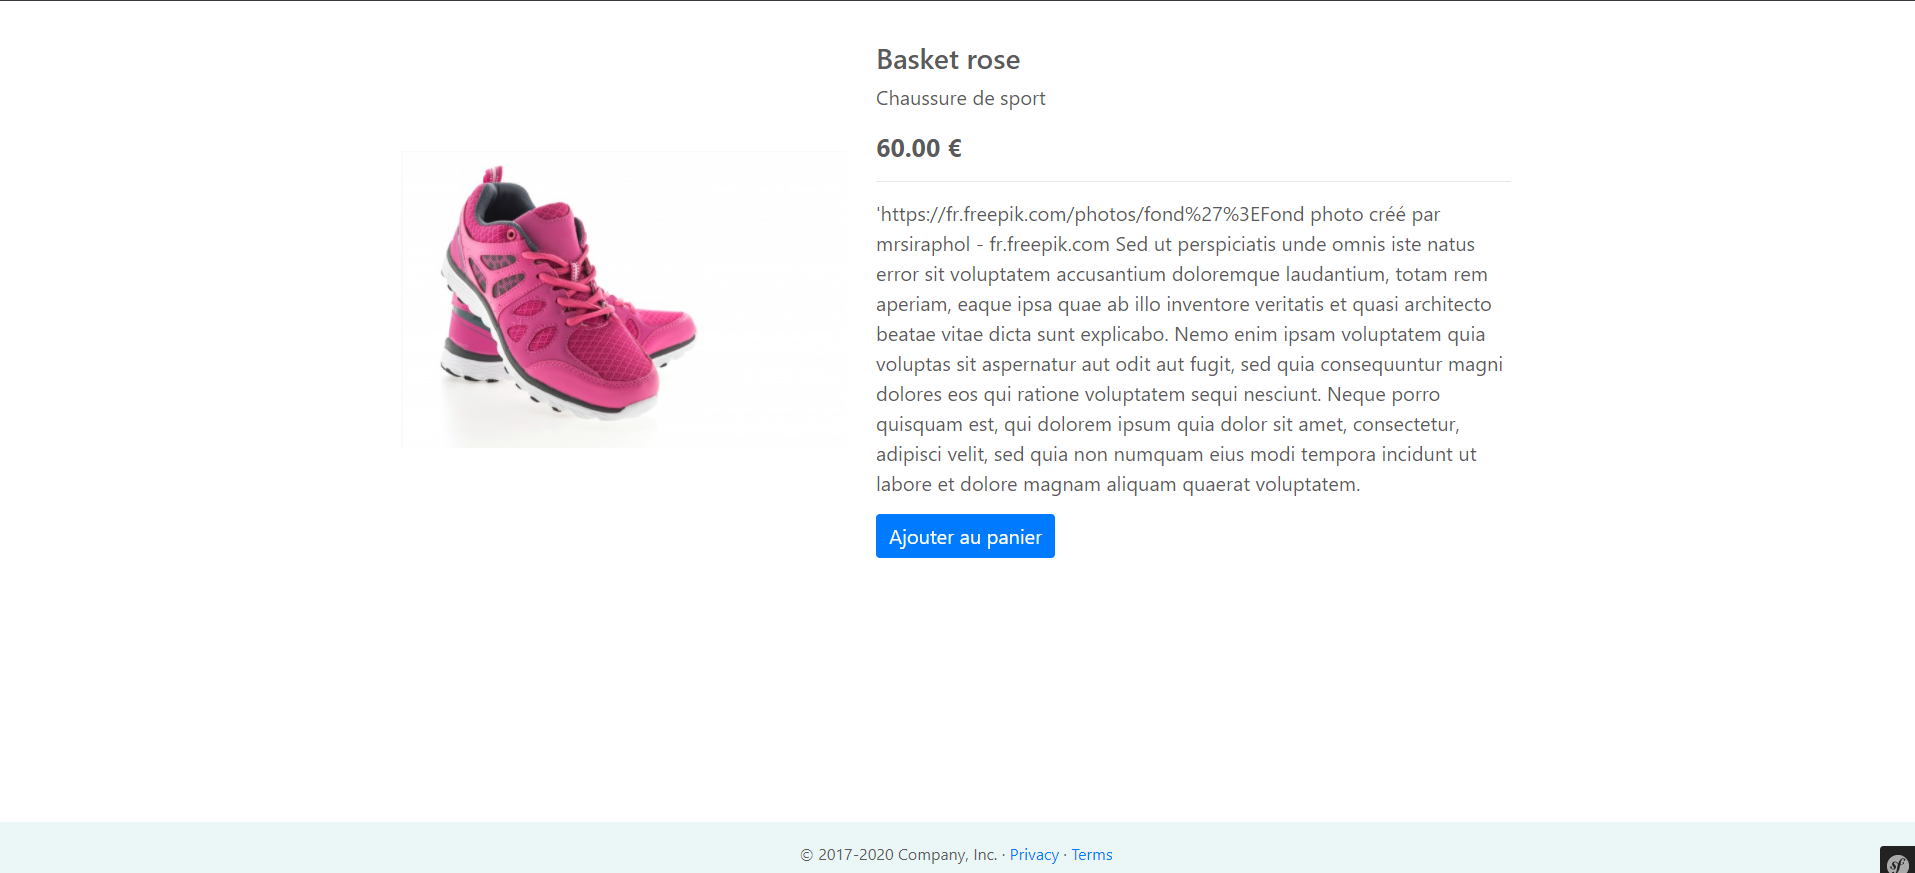 Basket rose
Chaussure de sport
60.00 €
'https://fr.freepik.com/photos/fond%27%3EFond photo créé par
mrsiraphol - fr.freepik.com Sed ut perspiciatis unde omnis iste natus
error sit voluptatem accusantium doloremque laudantium, totam rem
aperiam, eaque ipsa quae ab illo inventore veritatis et quasi architecto
beatae vitae dicta sunt explicabo. Nemo enim ipsam voluptatem quia
voluptas sit aspernatur aut odit aut fugit, sed quia consequuntur magni
dolores eos qui ratione voluptatem sequi nesciunt. Neque porro
quisquam est, qui dolorem ipsum quia dolor sit amet, consectetur,
adipisci velit, sed quia non numquam eius modi tempora incidunt ut
labore et dolore magnam aliquam quaerat voluptatem.
Ajouter au panier
© 2017-2020 Company, Inc. · Privacy · Terms
sf